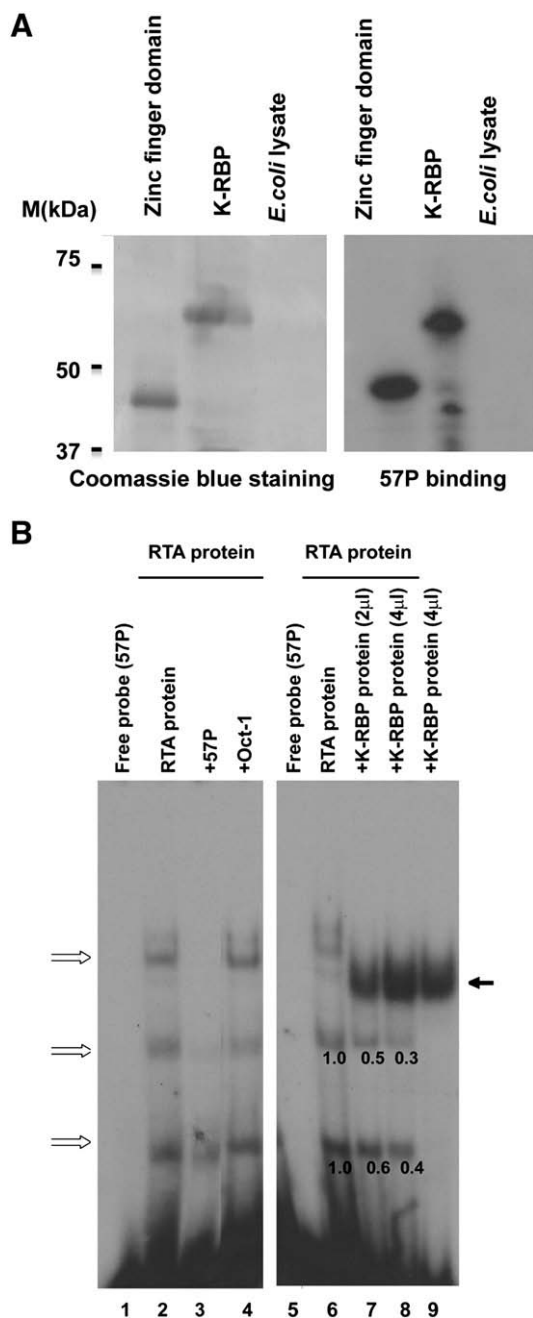 A
Zinc finger domain
K-RBP
E.coli lysate
Zinc finger domain
K-RBP
E.coli lysate
M(kDa)
75
50
37
Coomassie blue staining
57P binding
B
RTA protein
RTA protein
Free probe (57P)
RTA protein
+57P
+Oct-1
Free probe (57P)
RTA protein
+K-RBP protein (2µl)
+K-RBP protein (4µl)
+K-RBP protein (4µl)
1.0 0.5 0.3
1.0 0.6 0.4
1 2 3 4 5 6 7 8 9